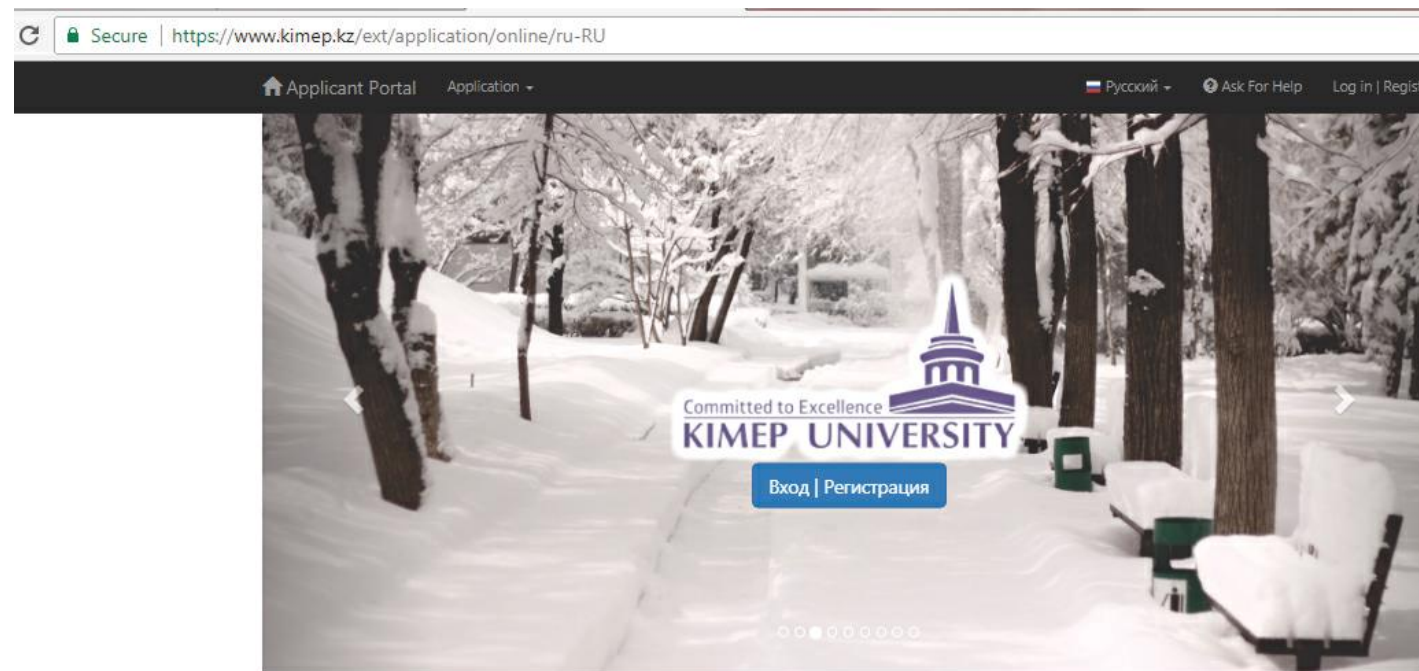 Secure | https://www.kimep.kz/ext/application/online/ru-RU
Applicant Portal Application Русский Ask For Help Log in | Regis
Committed to Excellence
KIMEP UNIVERSITY
Вход | Регистрация